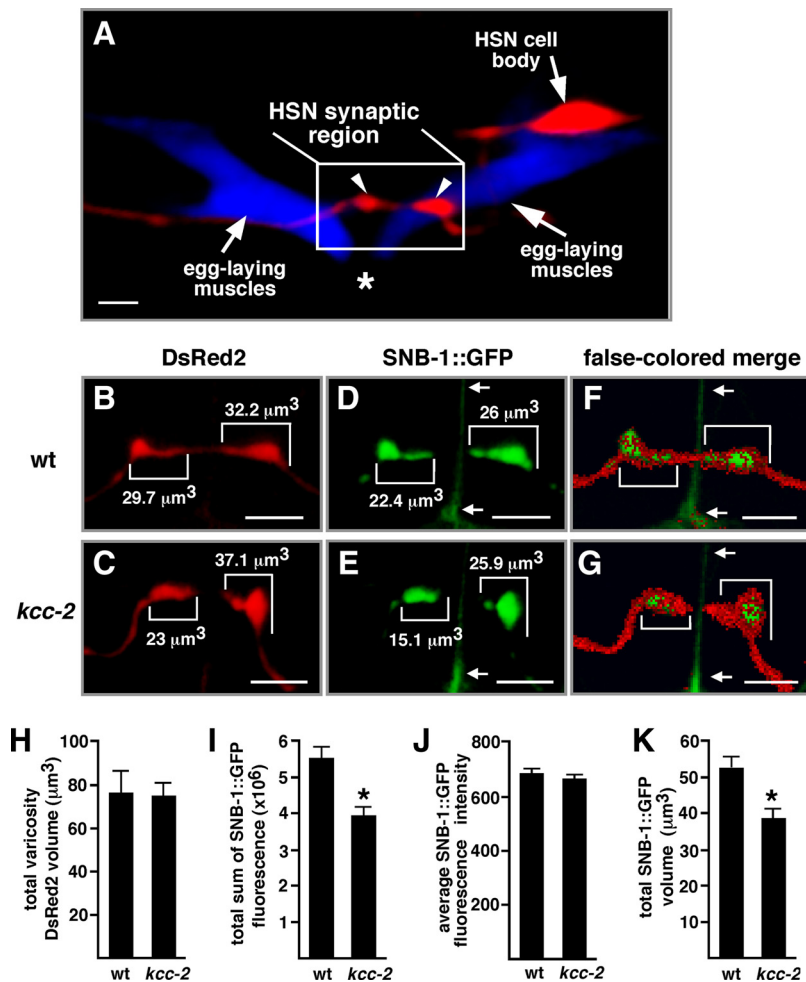 A
HSN cell
body
HSN synaptic
region
egg-laying
muscles
egg-laying
muscles
*
DsRed2
SNB-1::GFP
false-colored merge
wt
B
32.2 μm³
29.7 μm³
D
26 μm³
22.4 μm³
F
kcc-2
C
37.1 μm³
23 μm³
E
25.9 μm³
15.1 μm³
G
H
total varicosity
DsRed2 volume (μm³)
100
80
60
40
20
wt
kcc-2
I
total sum of SNB-1::GFP
fluorescence (x10⁶)
6
5
4
3
2
1
*
wt
kcc-2
J
average SNB-1::GFP
fluorescence intensity
800
600
400
200
wt
kcc-2
K
total SNB-1::GFP
volume (μm³)
60
50
40
30
20
10
*
wt
kcc-2